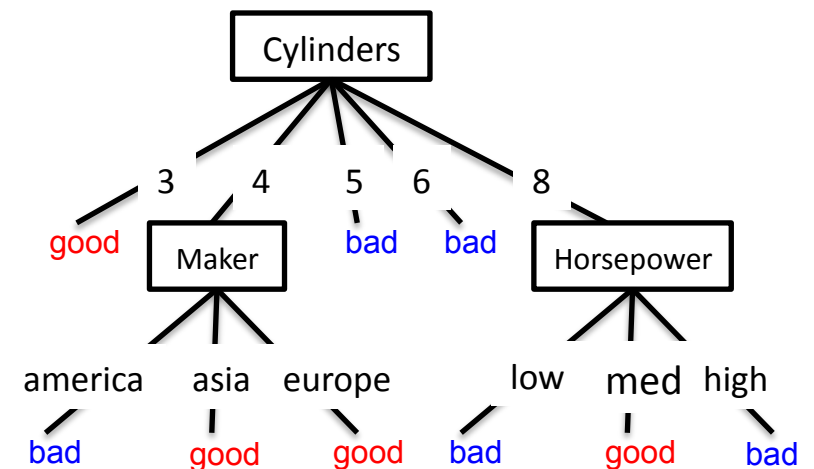 Cylinders
3 4 5 6 8
good Maker bad bad Horsepower
america asia europe low med high
bad good good bad good bad